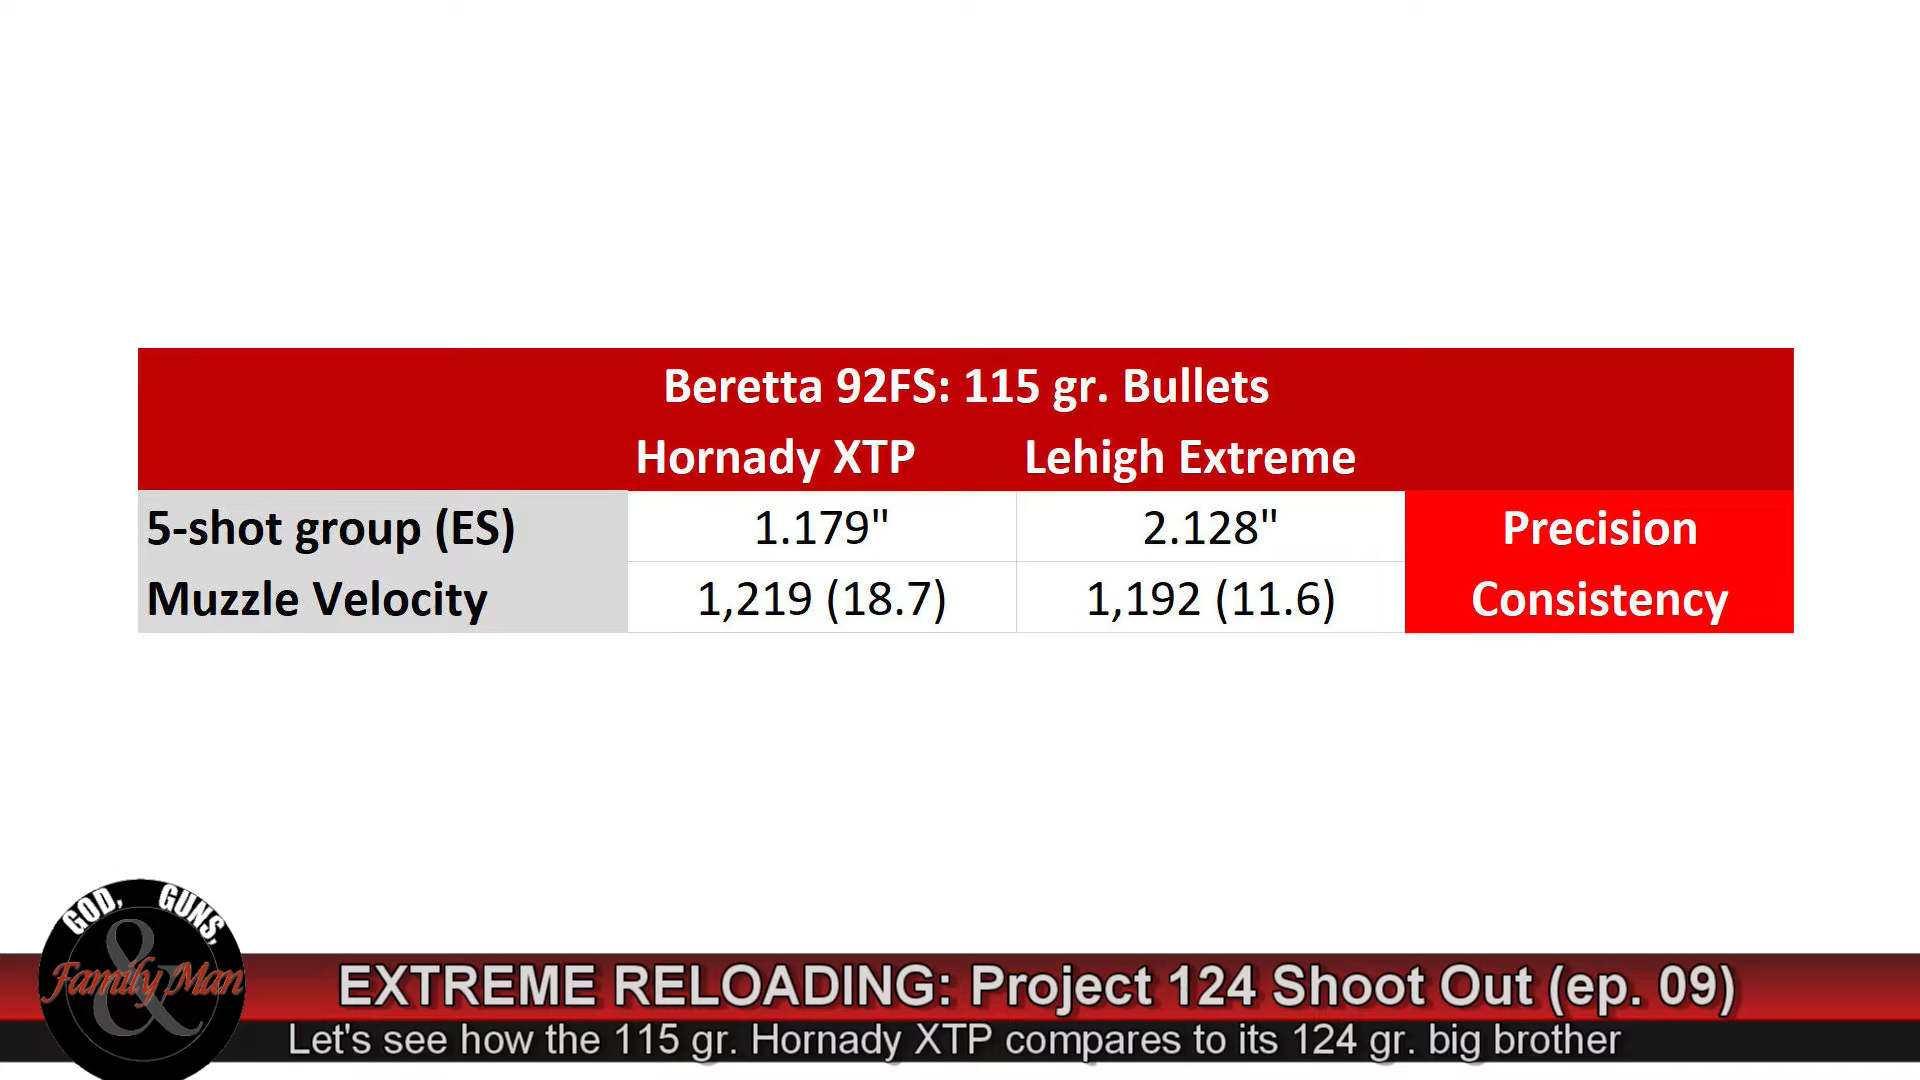 Beretta 92FS: 115 gr. Bullets
Hornady XTP Lehigh Extreme
5-shot group (ES) 1.179" 2.128" Precision
Muzzle Velocity 1,219 (18.7) 1,192 (11.6) Consistency
GOD, GUNS,
&
Family Man
EXTREME RELOADING: Project 124 Shoot Out (ep. 09)
Let's see how the 115 gr. Hornady XTP compares to its 124 gr. big brother